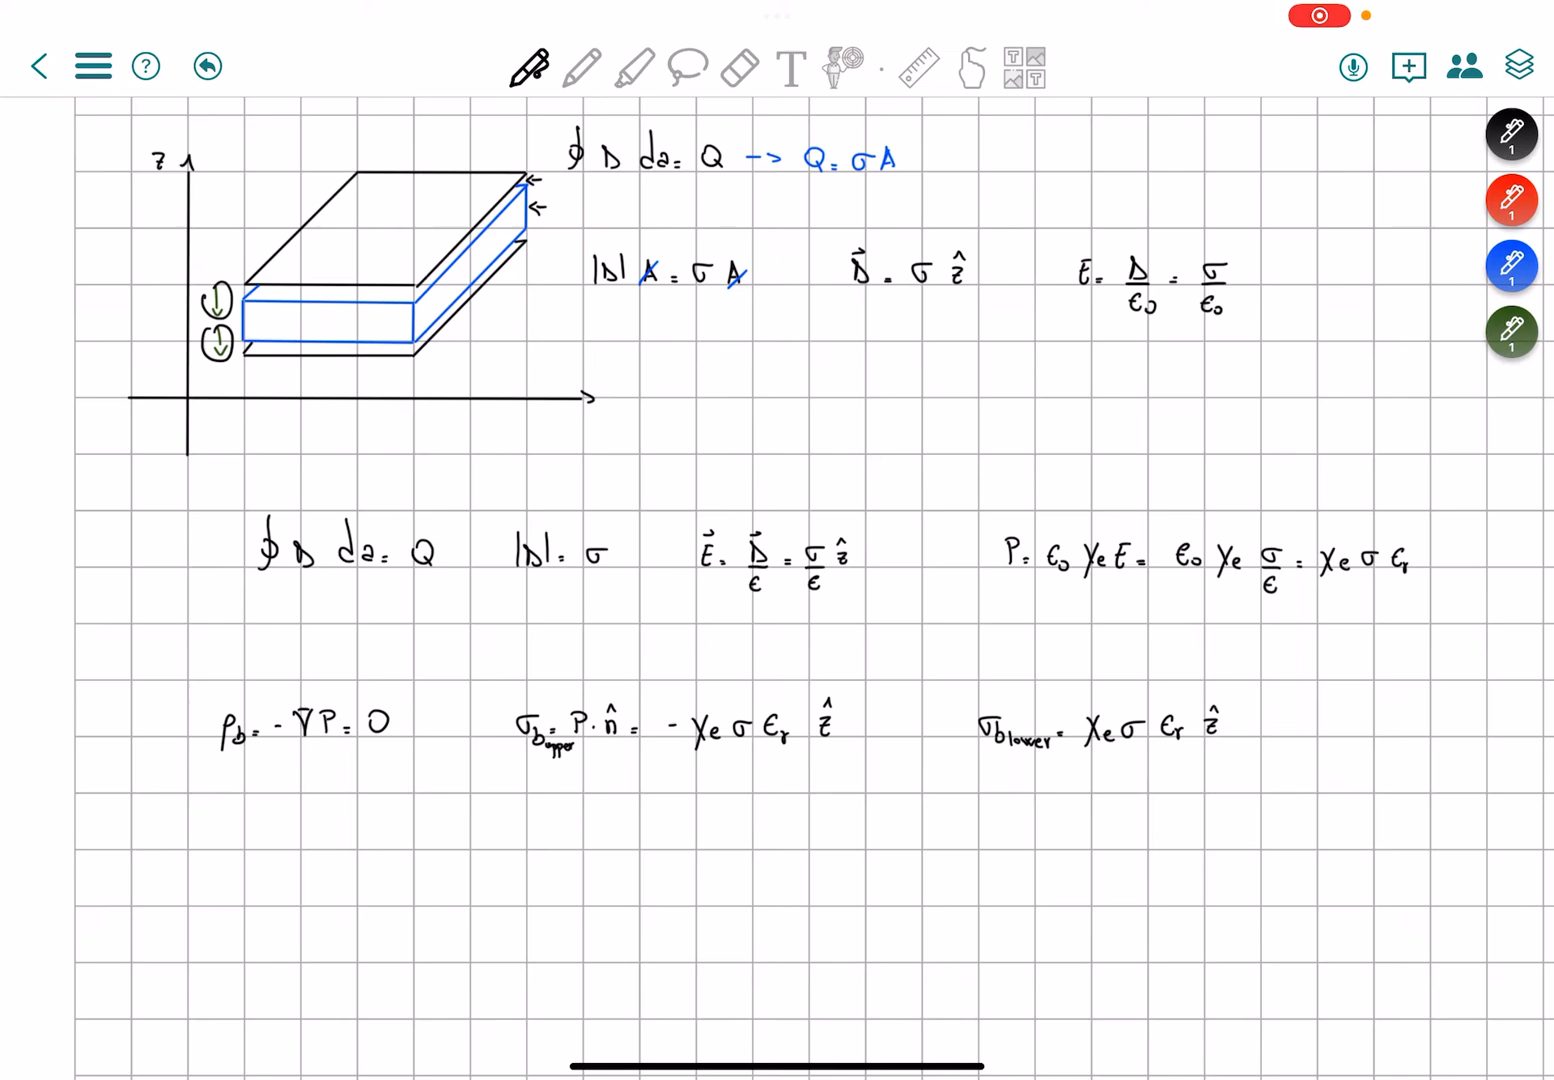 z
∮ D da = Q --> Q = σ A
|D| A = σ A    D⃗ = σ ẑ    E = D/ε₀ = σ/ε₀
∮ D da = Q    |D| = σ    E⃗ = D⃗/ε = σ/ε ẑ    P = ε₀ χe E = ε₀ χe σ/ε = χe σ εr
ρb = - ∇P = 0    σb upper = P · n̂ = - χe σ εr ẑ    σb lower = χe σ εr ẑ